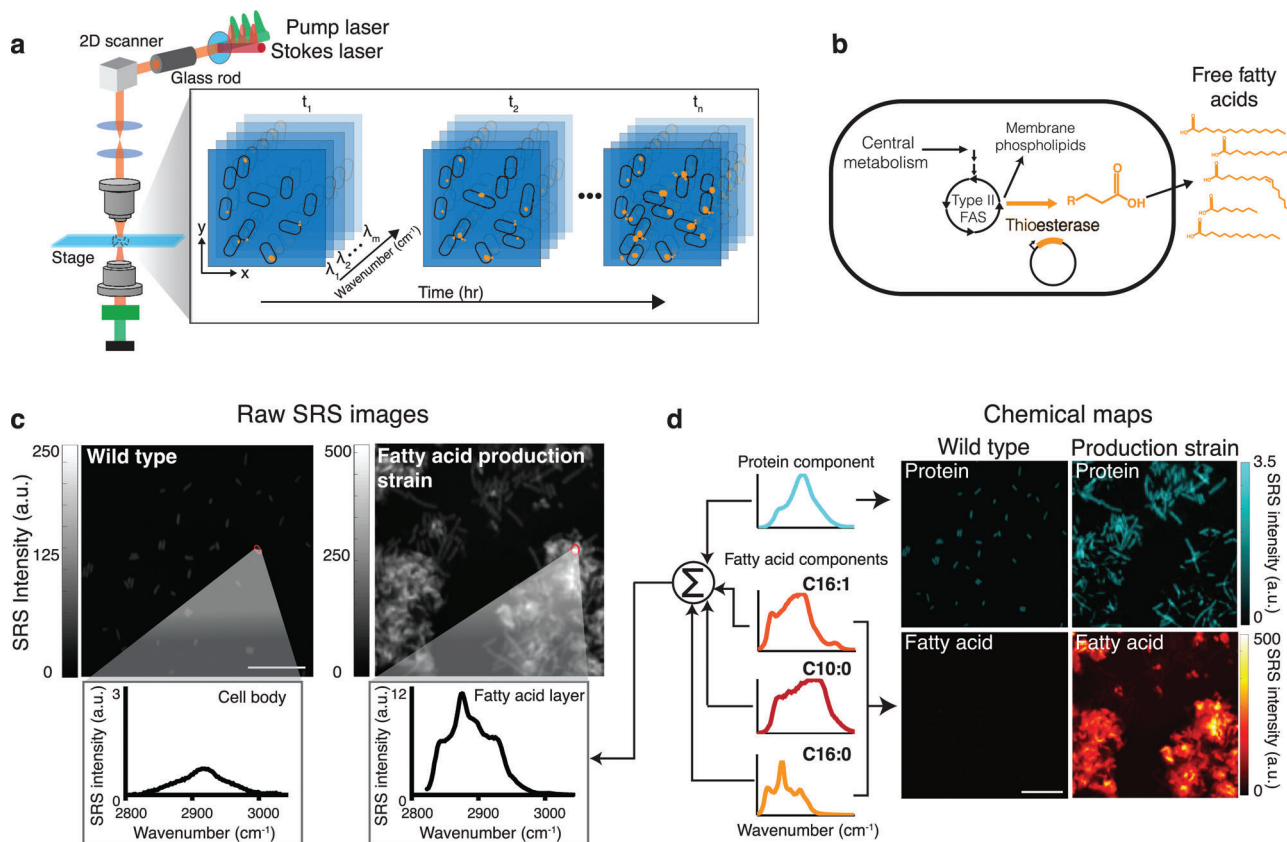 a
Pump laser
Stokes laser
2D scanner
Glass rod
Stage
t1
t2
tn
y
x
λ1 λ2 •••• λm
Wavenumber (cm-1)
Time (hr)
b
Free fatty
acids
Central
metabolism
Membrane
phospholipids
Type II
FAS
Thioesterase
R
O
OH
O
HO
O
HO
O
HO
O
HO
O
HO
c
Raw SRS images
SRS Intensity (a.u.)
250
125
0
Wild type
500
250
0
Fatty acid production
strain
SRS intensity (a.u.)
3
0
Cell body
2800
2900
3000
Wavenumber (cm-1)
SRS intensity (a.u.)
12
0
Fatty acid layer
2800
2900
3000
Wavenumber (cm-1)
d
Chemical maps
Protein component
Σ
Fatty acid components
C16:1
C10:0
C16:0
Wavenumber (cm-1)
Wild type
Production strain
Protein
Protein
3.5
0
SRS intensity
(a.u.)
Fatty acid
Fatty acid
500
0
SRS intensity
(a.u.)